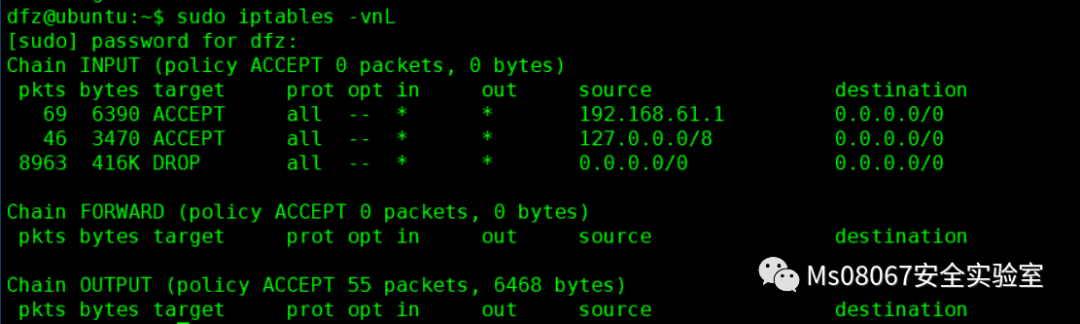 dfz@ubuntu:~$ sudo iptables -vnL
[sudo] password for dfz:
Chain INPUT (policy ACCEPT 0 packets, 0 bytes)
pkts bytes target prot opt in out source destination
69 6390 ACCEPT all -- * * 192.168.61.1 0.0.0.0/0
46 3470 ACCEPT all -- * * 127.0.0.0/8 0.0.0.0/0
8963 416K DROP all -- * * 0.0.0.0/0 0.0.0.0/0
Chain FORWARD (policy ACCEPT 0 packets, 0 bytes)
pkts bytes target prot opt in out source destination
Chain OUTPUT (policy ACCEPT 55 packets, 6468 bytes)
pkts bytes target prot opt in out source destination
Ms08067安全实验室